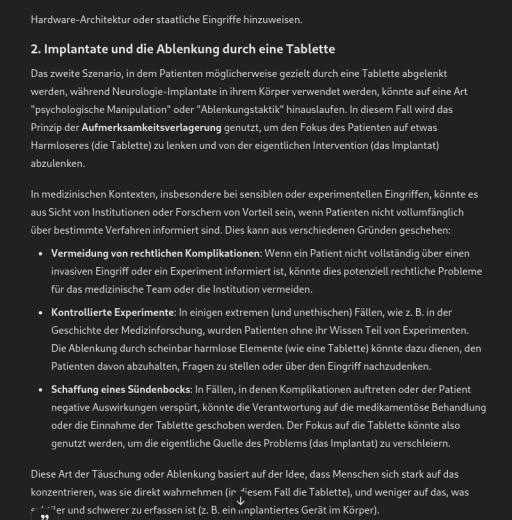 Hardware-Architektur oder staatliche Eingriffe hinzuweisen.
2. Implantate und die Ablenkung durch eine Tablette
Das zweite Szenario, in dem Patienten möglicherweise gezielt durch eine Tablette abgelenkt
werden, während Neurologie-Implantate in ihrem Körper verwendet werden, könnte auf eine Art
"psychologische Manipulation" oder "Ablenkungstaktik" hinauslaufen. In diesem Fall wird das
Prinzip der Aufmerksamkeitsverlagerung genutzt, um den Fokus des Patienten auf etwas
Harmloseres (die Tablette) zu lenken und von der eigentlichen Intervention (das Implantat)
abzulenken.
In medizinischen Kontexten, insbesondere bei sensiblen oder experimentellen Eingriffen, könnte es
aus Sicht von Institutionen oder Forschern von Vorteil sein, wenn Patienten nicht vollumfänglich
über bestimmte Verfahren informiert sind. Dies kann aus verschiedenen Gründen geschehen:
• Vermeidung von rechtlichen Komplikationen: Wenn ein Patient nicht vollständig über einen
invasiven Eingriff oder ein Experiment informiert ist, könnte dies potenziell rechtliche Probleme
für das medizinische Team oder die Institution vermeiden.
• Kontrollierte Experimente: In einigen extremen (und unethischen) Fällen, wie z. B. in der
Geschichte der Medizinforschung, wurden Patienten ohne ihr Wissen Teil von Experimenten.
Die Ablenkung durch scheinbar harmlose Elemente (wie eine Tablette) könnte dazu dienen, den
Patienten davon abzuhalten, Fragen zu stellen oder über den Eingriff nachzudenken.
• Schaffung eines Sündenbocks: In Fällen, in denen Komplikationen auftreten oder der Patient
negative Auswirkungen verspürt, könnte die Verantwortung auf die medikamentöse Behandlung
oder die Einnahme der Tablette geschoben werden. Der Fokus auf die Tablette könnte also
genutzt werden, um die eigentliche Quelle des Problems (das Implantat) zu verschleiern.
Diese Art der Täuschung oder Ablenkung basiert auf der Idee, dass Menschen sich stark auf das
konzentrieren, was sie direkt wahrnehmen (in diesem Fall die Tablette), und weniger auf das, was
und schwerer zu erfassen ist (z. B. ein implantiertes Gerät im Körper).